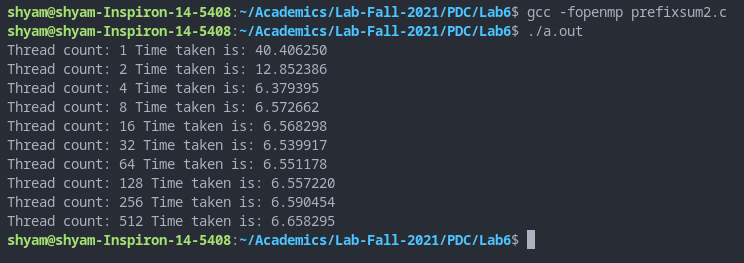 shyam@shyam-Inspiron-14-5408:~/Academics/Lab-Fall-2021/PDC/Lab6$ gcc -fopenmp prefixsum2.c
shyam@shyam-Inspiron-14-5408:~/Academics/Lab-Fall-2021/PDC/Lab6$ ./a.out
Thread count: 1 Time taken is: 40.406250
Thread count: 2 Time taken is: 12.852386
Thread count: 4 Time taken is: 6.379395
Thread count: 8 Time taken is: 6.572662
Thread count: 16 Time taken is: 6.568298
Thread count: 32 Time taken is: 6.539917
Thread count: 64 Time taken is: 6.551178
Thread count: 128 Time taken is: 6.557220
Thread count: 256 Time taken is: 6.590454
Thread count: 512 Time taken is: 6.658295
shyam@shyam-Inspiron-14-5408:~/Academics/Lab-Fall-2021/PDC/Lab6$